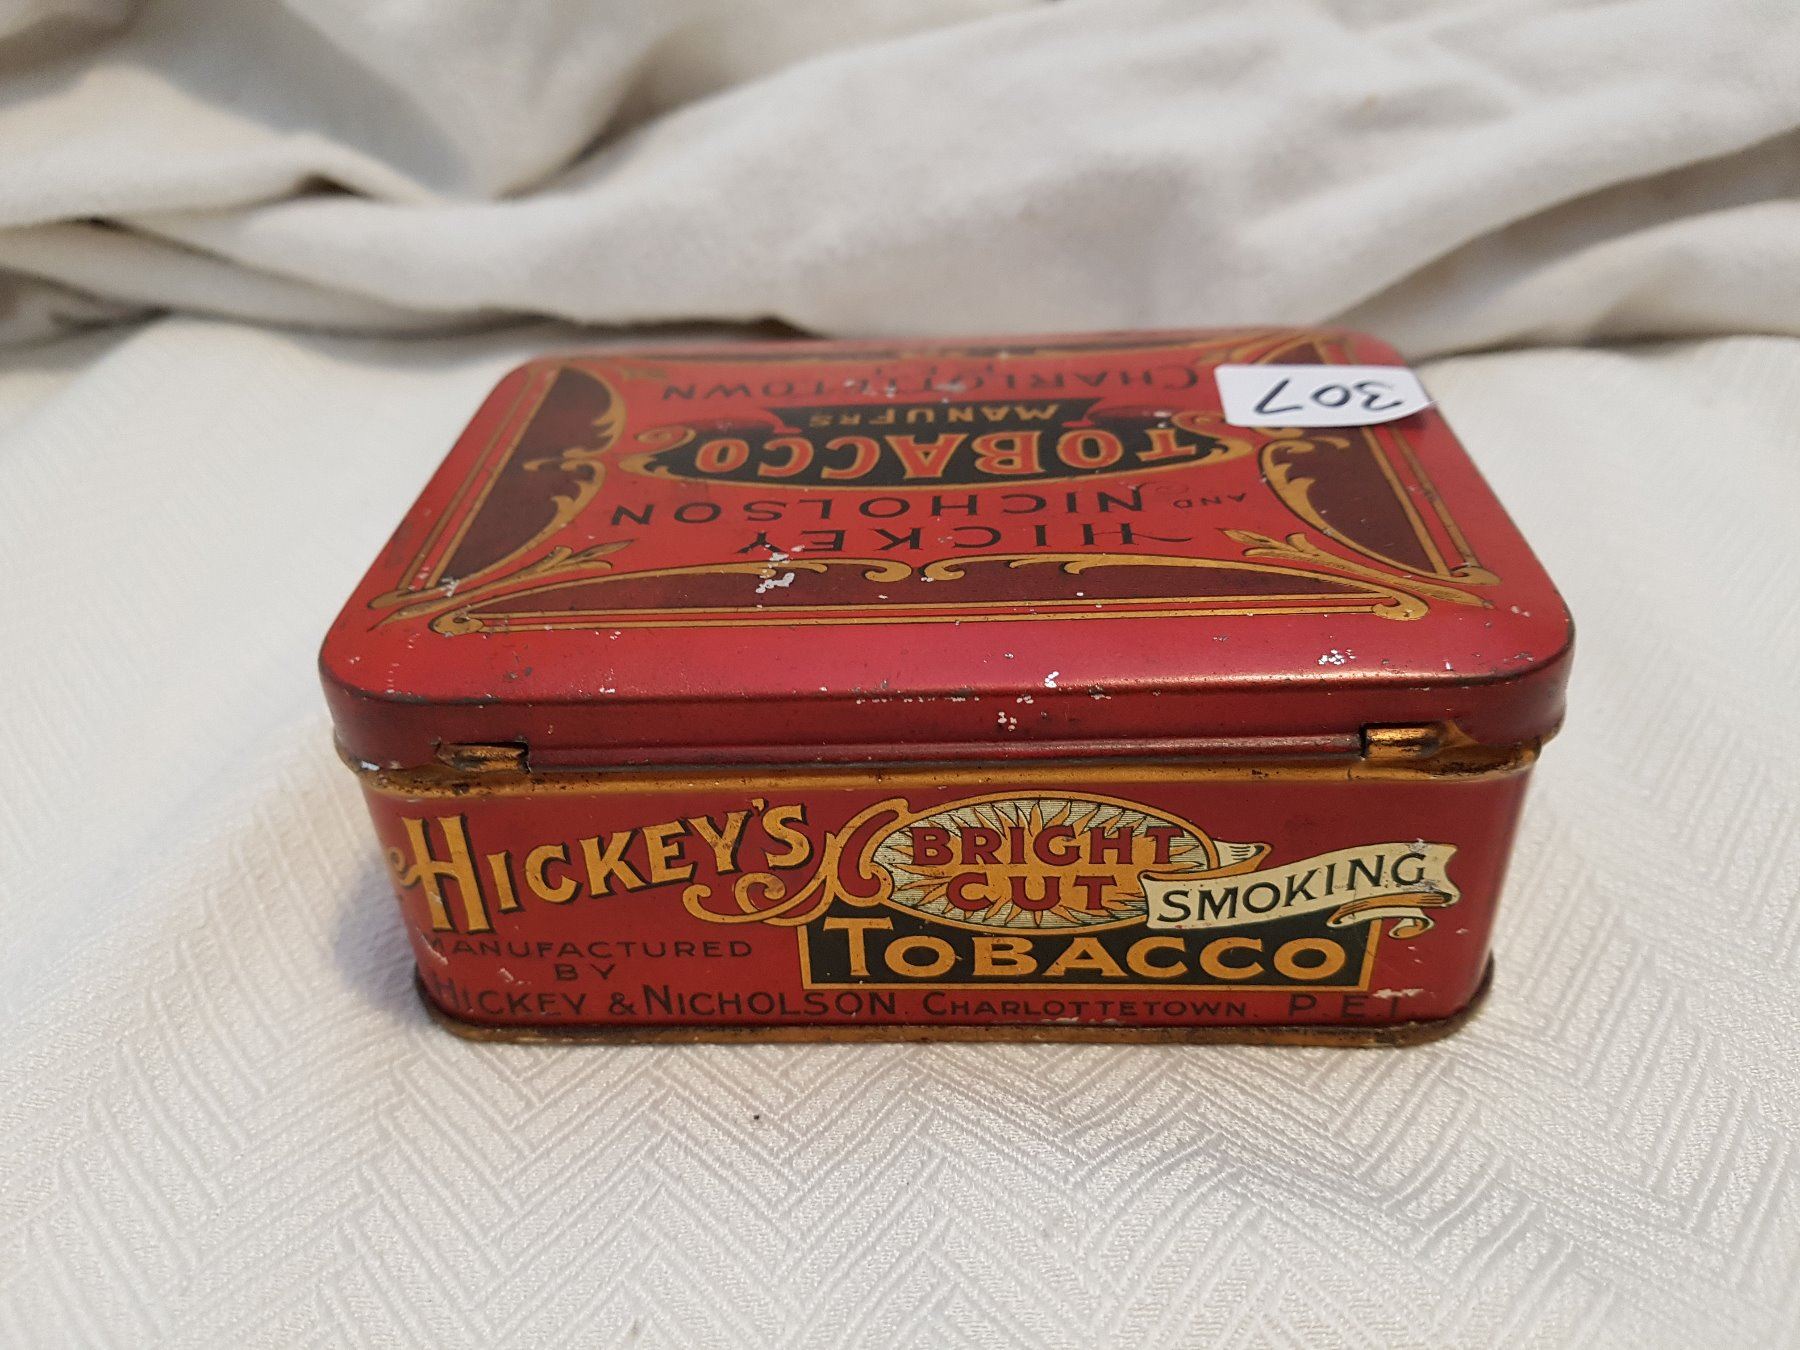 307
HICKEY
AND NICHOLSON
TOBACCO
MANUFRS
CHARLOTTETOWN
P.E.I.
HICKEY'S
BRIGHT
CUT
SMOKING
TOBACCO
MANUFACTURED
BY
HICKEY & NICHOLSON. CHARLOTTETOWN. P.E.I